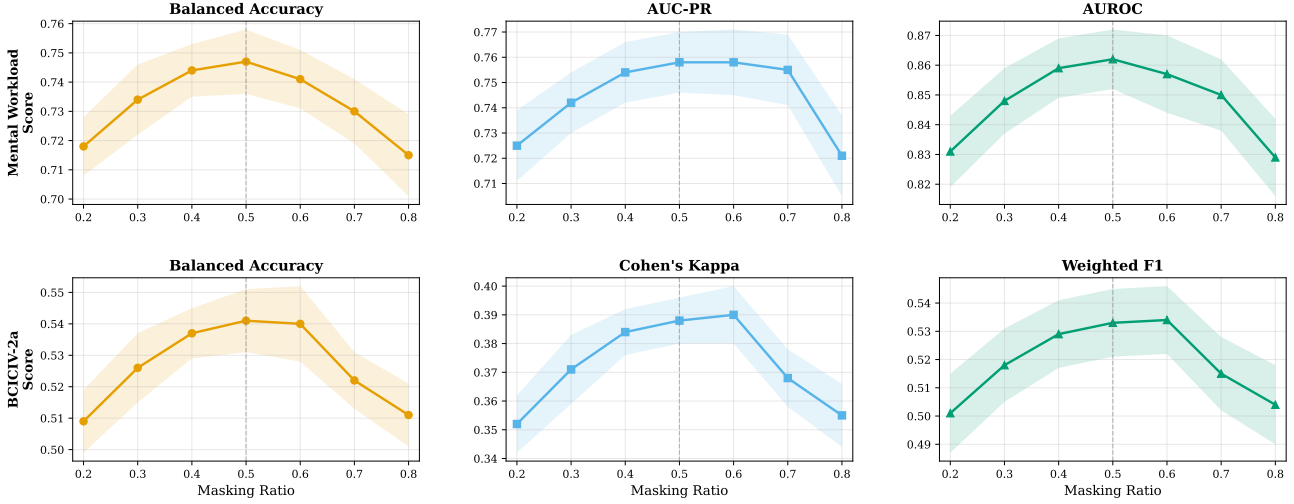 Balanced Accuracy
AUC-PR
AUROC
Mental Workload
Score
0.76
0.75
0.74
0.73
0.72
0.71
0.70
0.2 0.3 0.4 0.5 0.6 0.7 0.8
0.77
0.76
0.75
0.74
0.73
0.72
0.71
0.2 0.3 0.4 0.5 0.6 0.7 0.8
0.87
0.86
0.85
0.84
0.83
0.82
0.2 0.3 0.4 0.5 0.6 0.7 0.8
Balanced Accuracy
Cohen's Kappa
Weighted F1
BCICIV-2a
Score
0.55
0.54
0.53
0.52
0.51
0.50
0.2 0.3 0.4 0.5 0.6 0.7 0.8
Masking Ratio
0.40
0.39
0.38
0.37
0.36
0.35
0.34
0.2 0.3 0.4 0.5 0.6 0.7 0.8
Masking Ratio
0.54
0.53
0.52
0.51
0.50
0.49
0.2 0.3 0.4 0.5 0.6 0.7 0.8
Masking Ratio